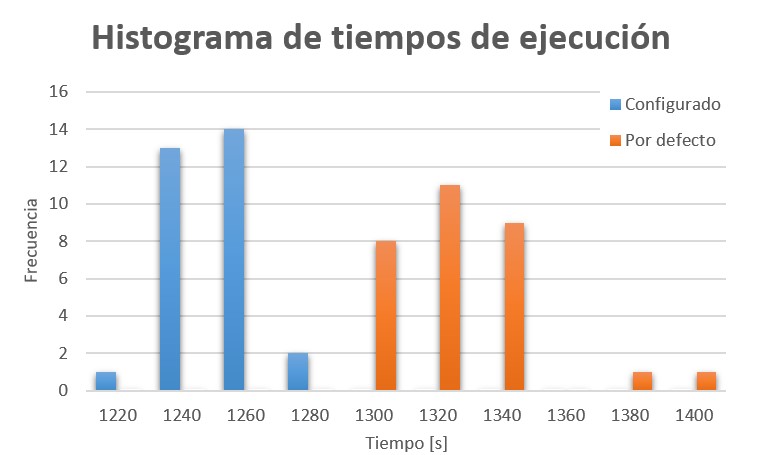 Histograma de tiempos de ejecución
16
14
12
10
8
6
4
2
0
Frecuencia
Configurado
Por defecto
1220 1240 1260 1280 1300 1320 1340 1360 1380 1400
Tiempo [s]